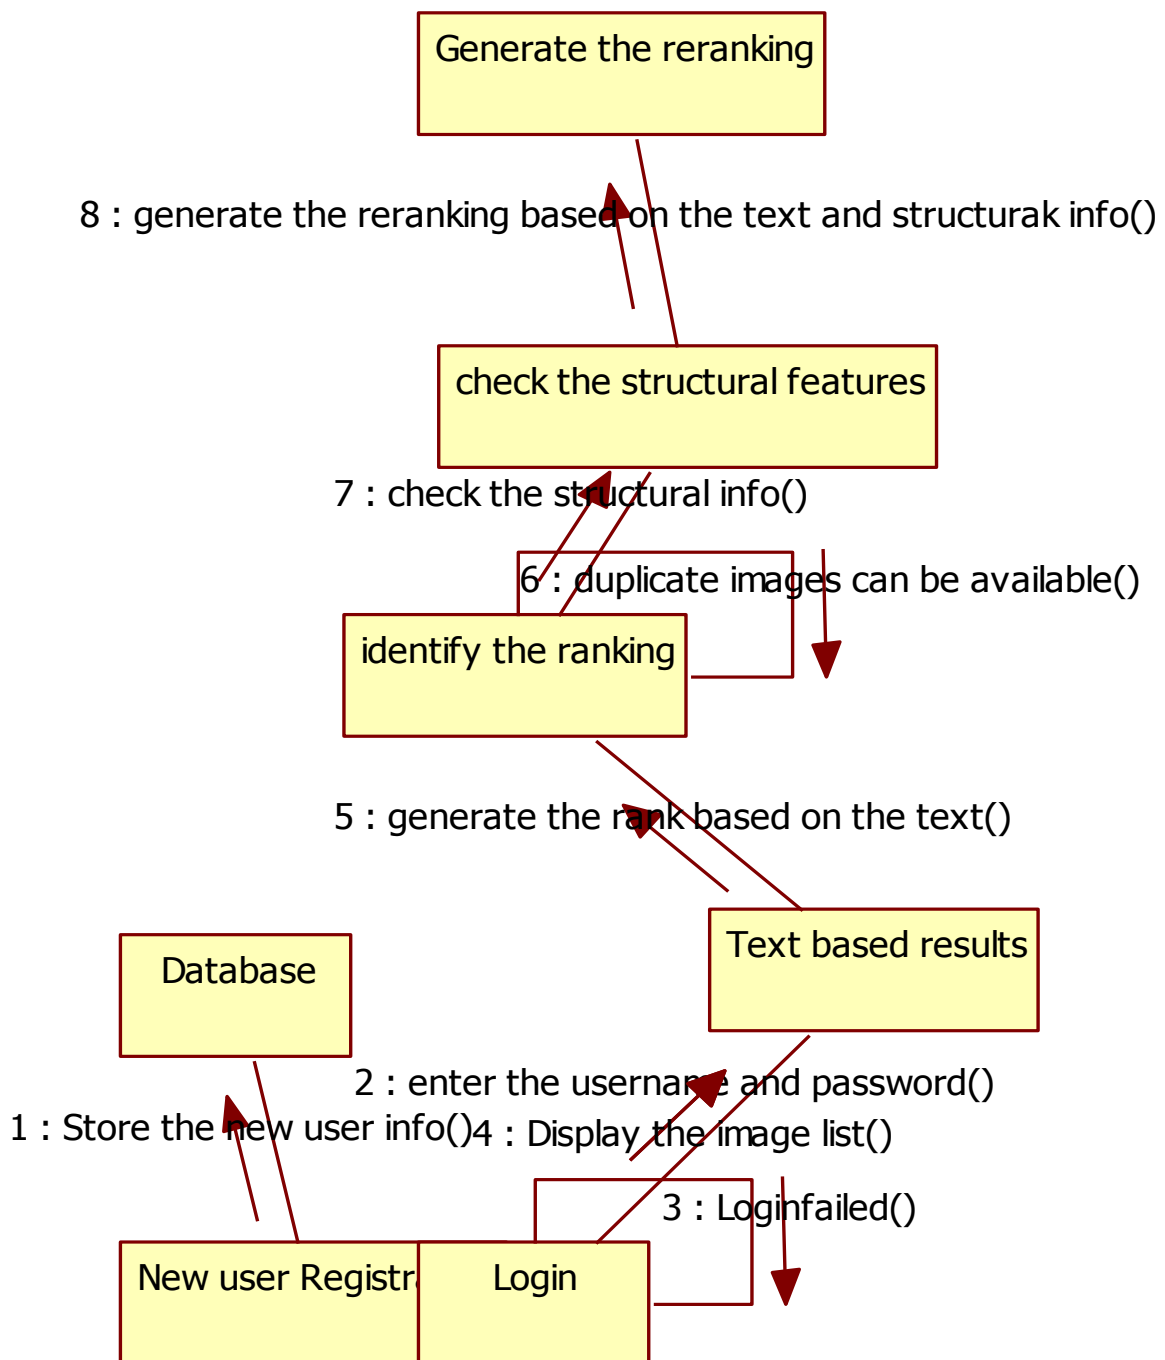 Generate the reranking
8 : generate the reranking based on the text and structurak info()
check the structural features
7 : check the structural info()
6 : duplicate images can be available()
identify the ranking
5 : generate the rank based on the text()
Text based results
Database
2 : enter the username and password()
1 : Store the new user info()
4 : Display the image list()
3 : Loginfailed()
New user Registra
Login